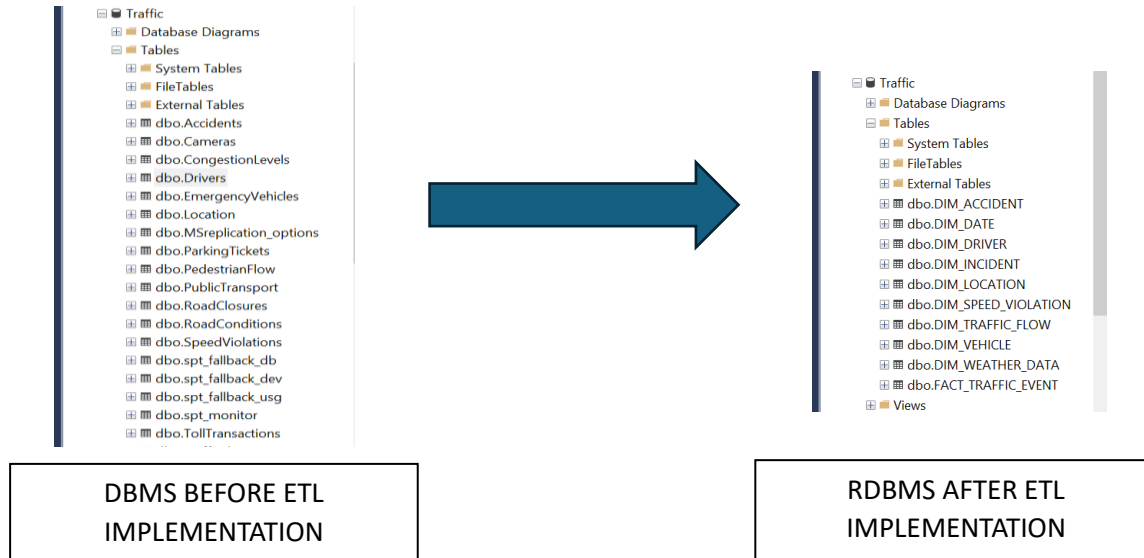 Traffic
Database Diagrams
Tables
System Tables
FileTables
External Tables
dbo.Accidents
dbo.Cameras
dbo.CongestionLevels
dbo.Drivers
dbo.EmergencyVehicles
dbo.Location
dbo.MSreplication_options
dbo.ParkingTickets
dbo.PedestrianFlow
dbo.PublicTransport
dbo.RoadClosures
dbo.RoadConditions
dbo.SpeedViolations
dbo.spt_fallback_db
dbo.spt_fallback_dev
dbo.spt_fallback_usg
dbo.spt_monitor
dbo.TollTransactions
DBMS BEFORE ETL
IMPLEMENTATION
Traffic
Database Diagrams
Tables
System Tables
FileTables
External Tables
dbo.DIM_ACCIDENT
dbo.DIM_DATE
dbo.DIM_DRIVER
dbo.DIM_INCIDENT
dbo.DIM_LOCATION
dbo.DIM_SPEED_VIOLATION
dbo.DIM_TRAFFIC_FLOW
dbo.DIM_VEHICLE
dbo.DIM_WEATHER_DATA
dbo.FACT_TRAFFIC_EVENT
Views
RDBMS AFTER ETL
IMPLEMENTATION